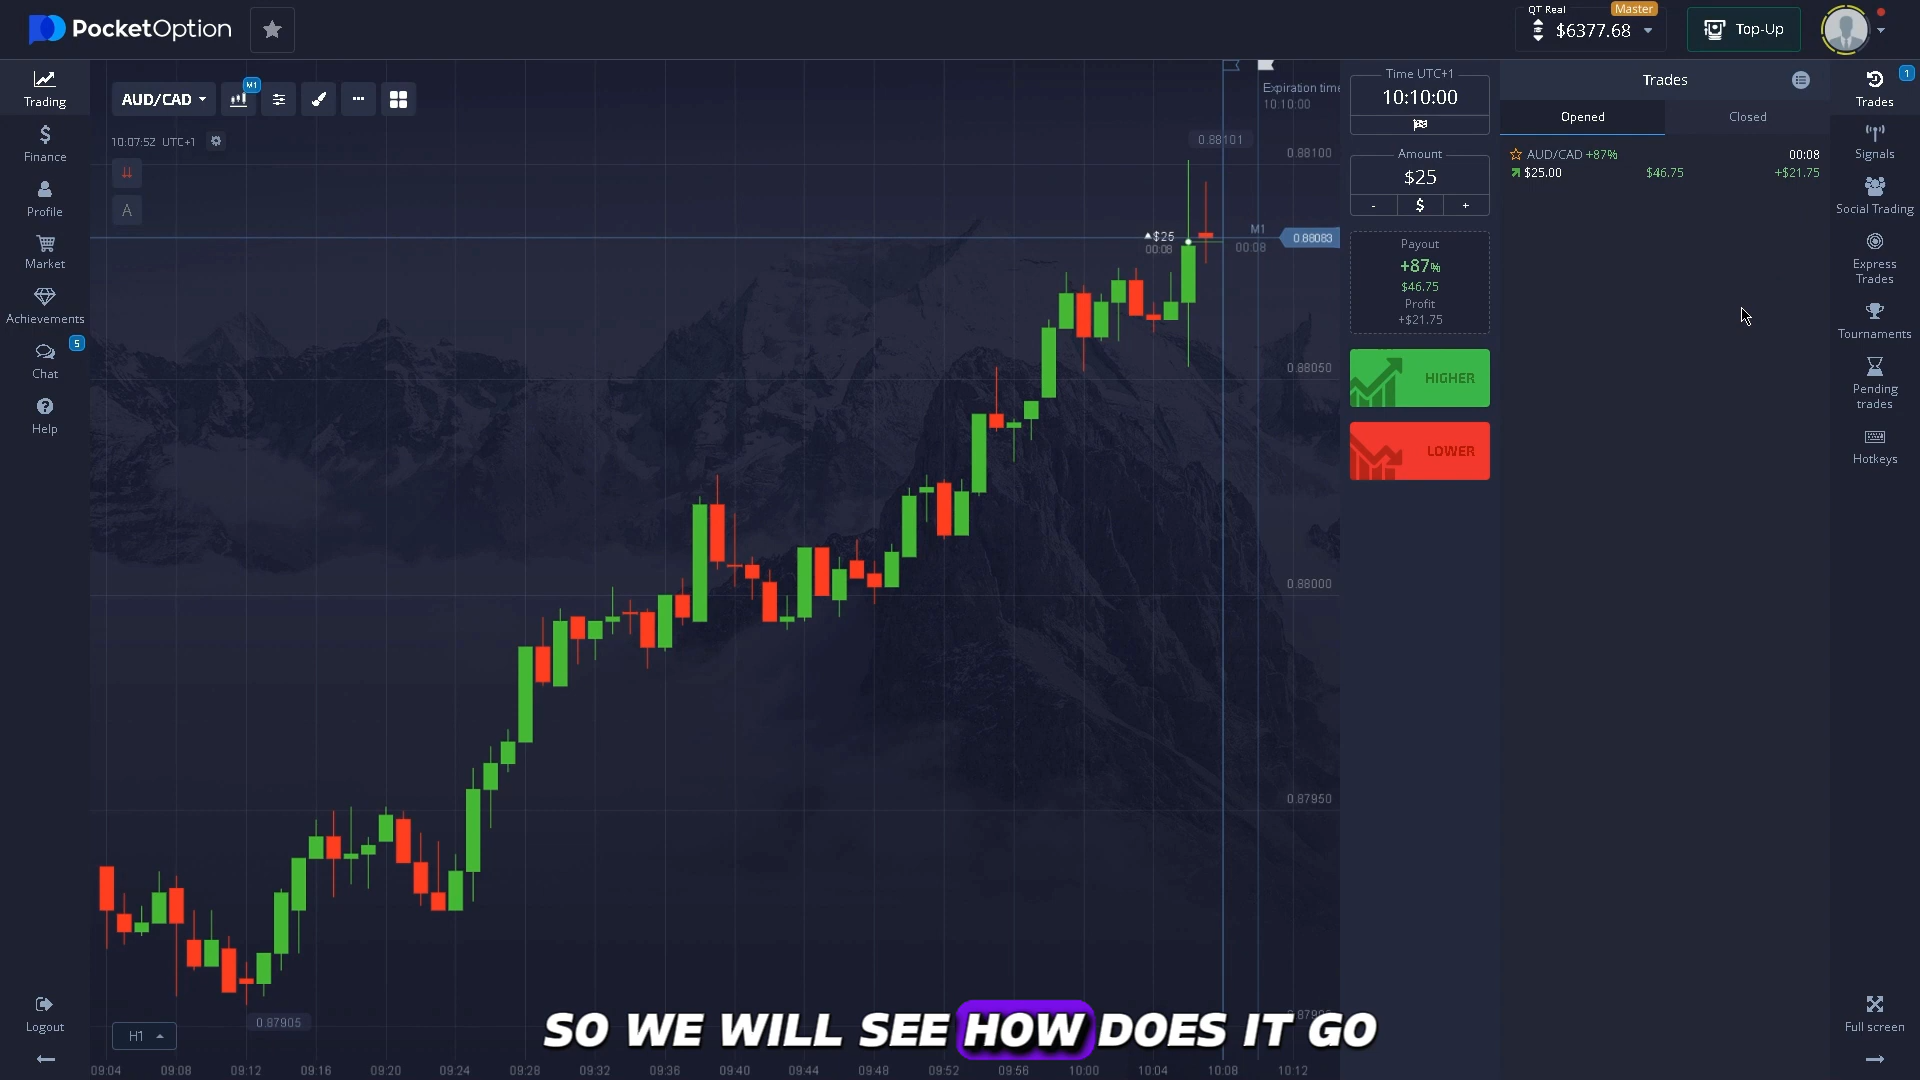 PocketOption
QT Real
Master
$6377.68
Top-Up
Trading
Finance
Profile
Market
Achievements
5
Chat
Help
Logout
AUD/CAD
M1
10:07:52 UTC+1
A
H1
Expiration time
10:10:00
0.88101
0.88100
▲$25
00:08
M1
00:08
0.88083
0.88050
0.88000
0.87950
0.87905
09:04 09:08 09:12 09:16 09:20 09:24 09:28 09:32 09:36 09:40 09:44 09:48 09:52 09:56 10:00 10:04 10:08 10:12
SO WE WILL SEE HOW DOES IT GO
Time UTC+1
10:10:00
Amount
$25
- $ +
Payout
+87%
$46.75
Profit
+$21.75
HIGHER
LOWER
Trades
Opened Closed
AUD/CAD +87% 00:08
$25.00 $46.75 +$21.75
1
Trades
Signals
Social Trading
Express
Trades
Tournaments
Pending
trades
Hotkeys
Full screen